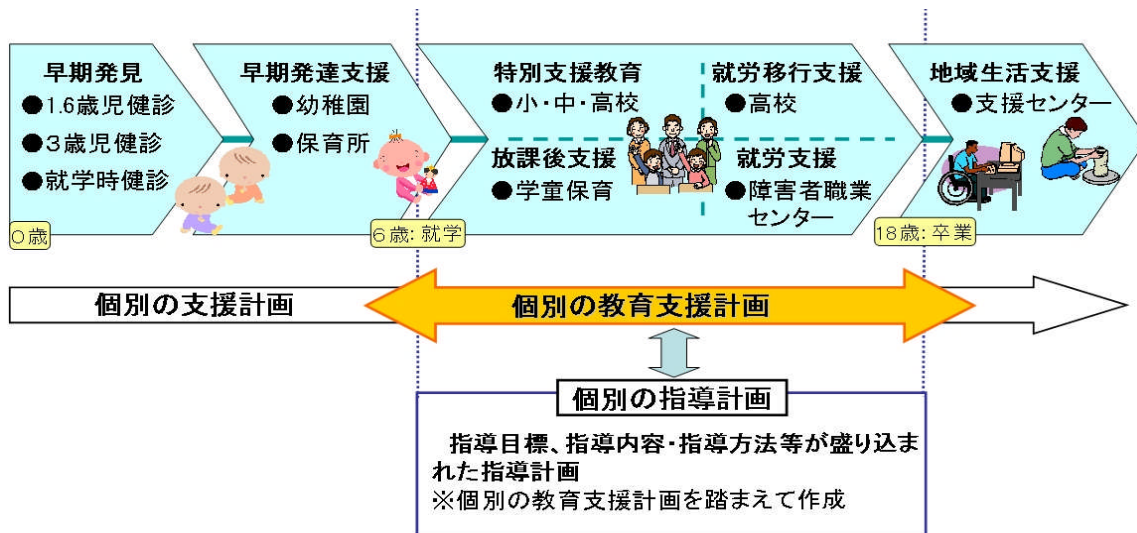 早期発見
●1.6歳児健診
●３歳児健診
●就学時健診
０歳
早期発達支援
●幼稚園
●保育所
６歳:就学
特別支援教育
●小・中・高校
放課後支援
●学童保育
就労移行支援
●高校
就労支援
●障害者職業
センター
18歳:卒業
地域生活支援
●支援センター
個別の支援計画
個別の教育支援計画
個別の指導計画
指導目標、指導内容・指導方法等が盛り込ま
れた指導計画
※個別の教育支援計画を踏まえて作成